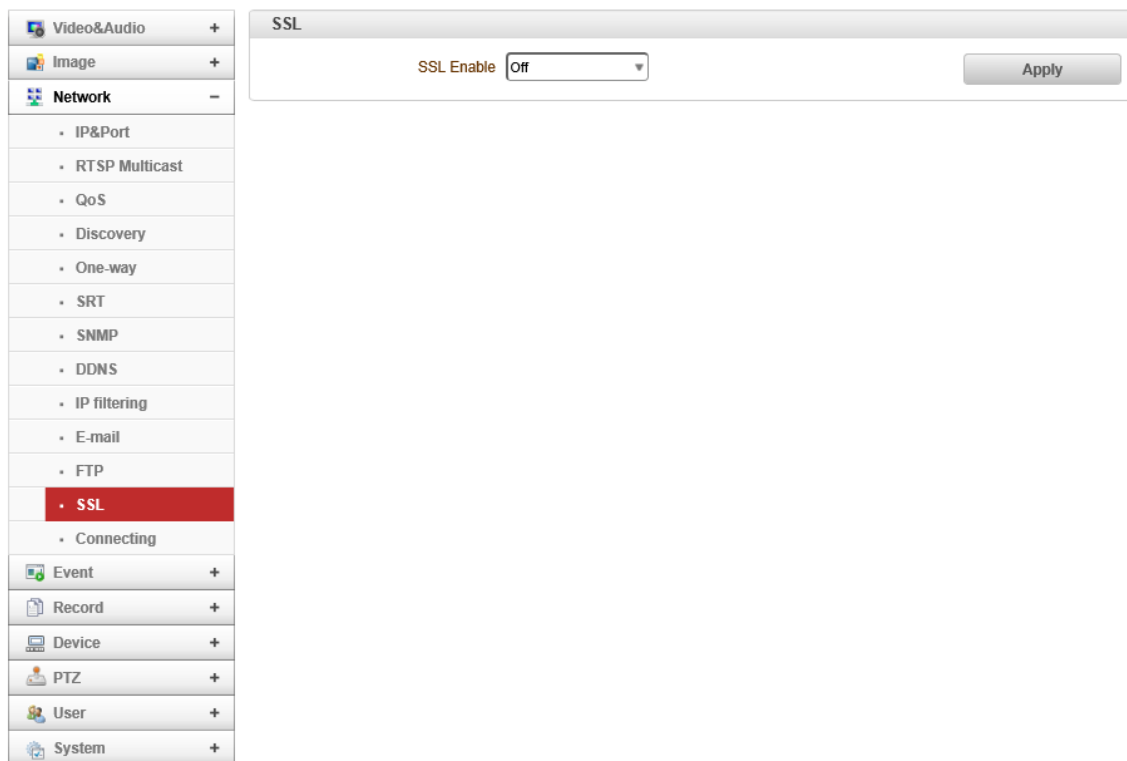 Video&Audio +
SSL
Image +
SSL Enable Off
Apply
Network −
IP&Port
RTSP Multicast
QoS
Discovery
One-way
SRT
SNMP
DDNS
IP filtering
E-mail
FTP
SSL
Connecting
Event +
Record +
Device +
PTZ +
User +
System +